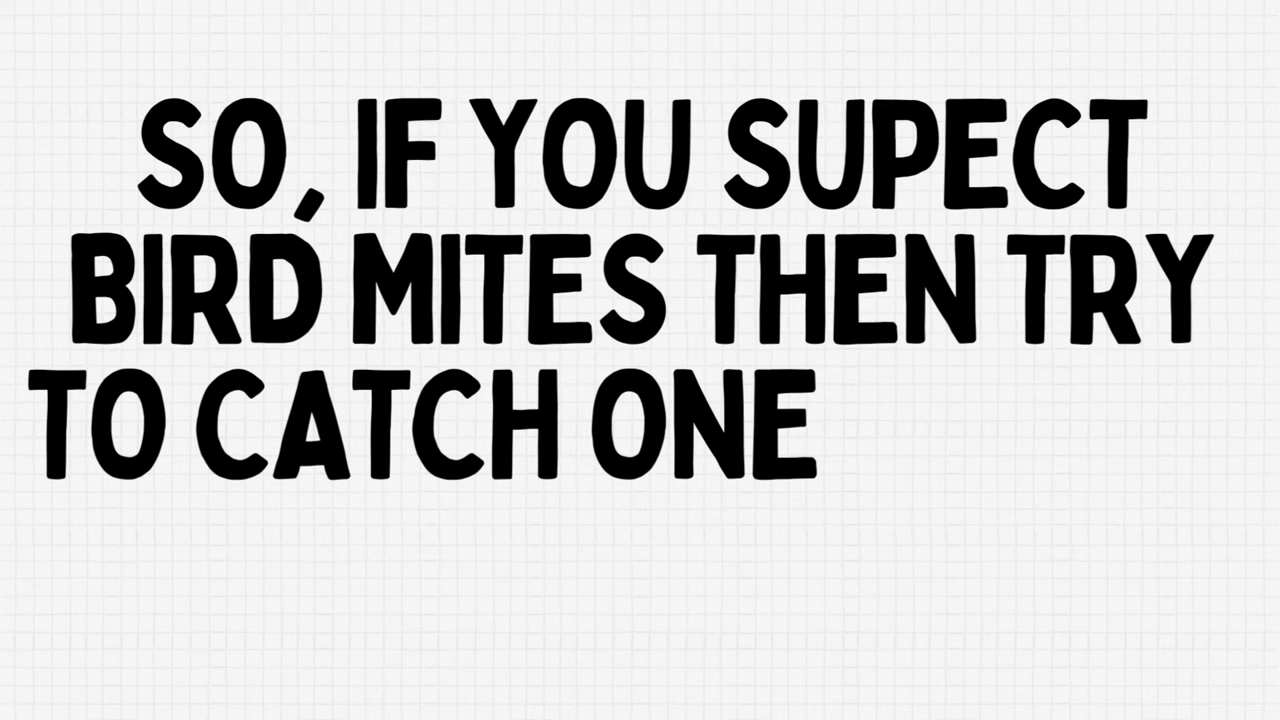 SO, IF YOU SUPECT
BIRD MITES THEN TRY
TO CATCH ONE